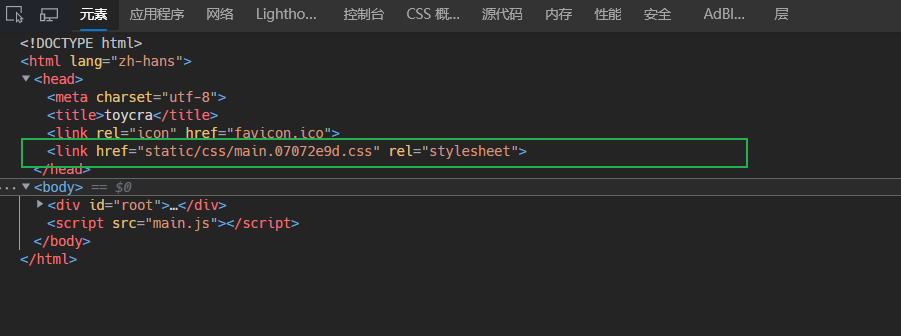 元素 应用程序 网络 Lightho... 控制台 CSS 概... 源代码 内存 性能 安全 AdBl... 层
<!DOCTYPE html>
<html lang="zh-hans">
<head>
<meta charset="utf-8">
<title>toycra</title>
<link rel="icon" href="favicon.ico">
<link href="static/css/main.07072e9d.css" rel="stylesheet">
</head>
... <body> == $0
<div id="root">…</div>
<script src="main.js"></script>
</body>
</html>